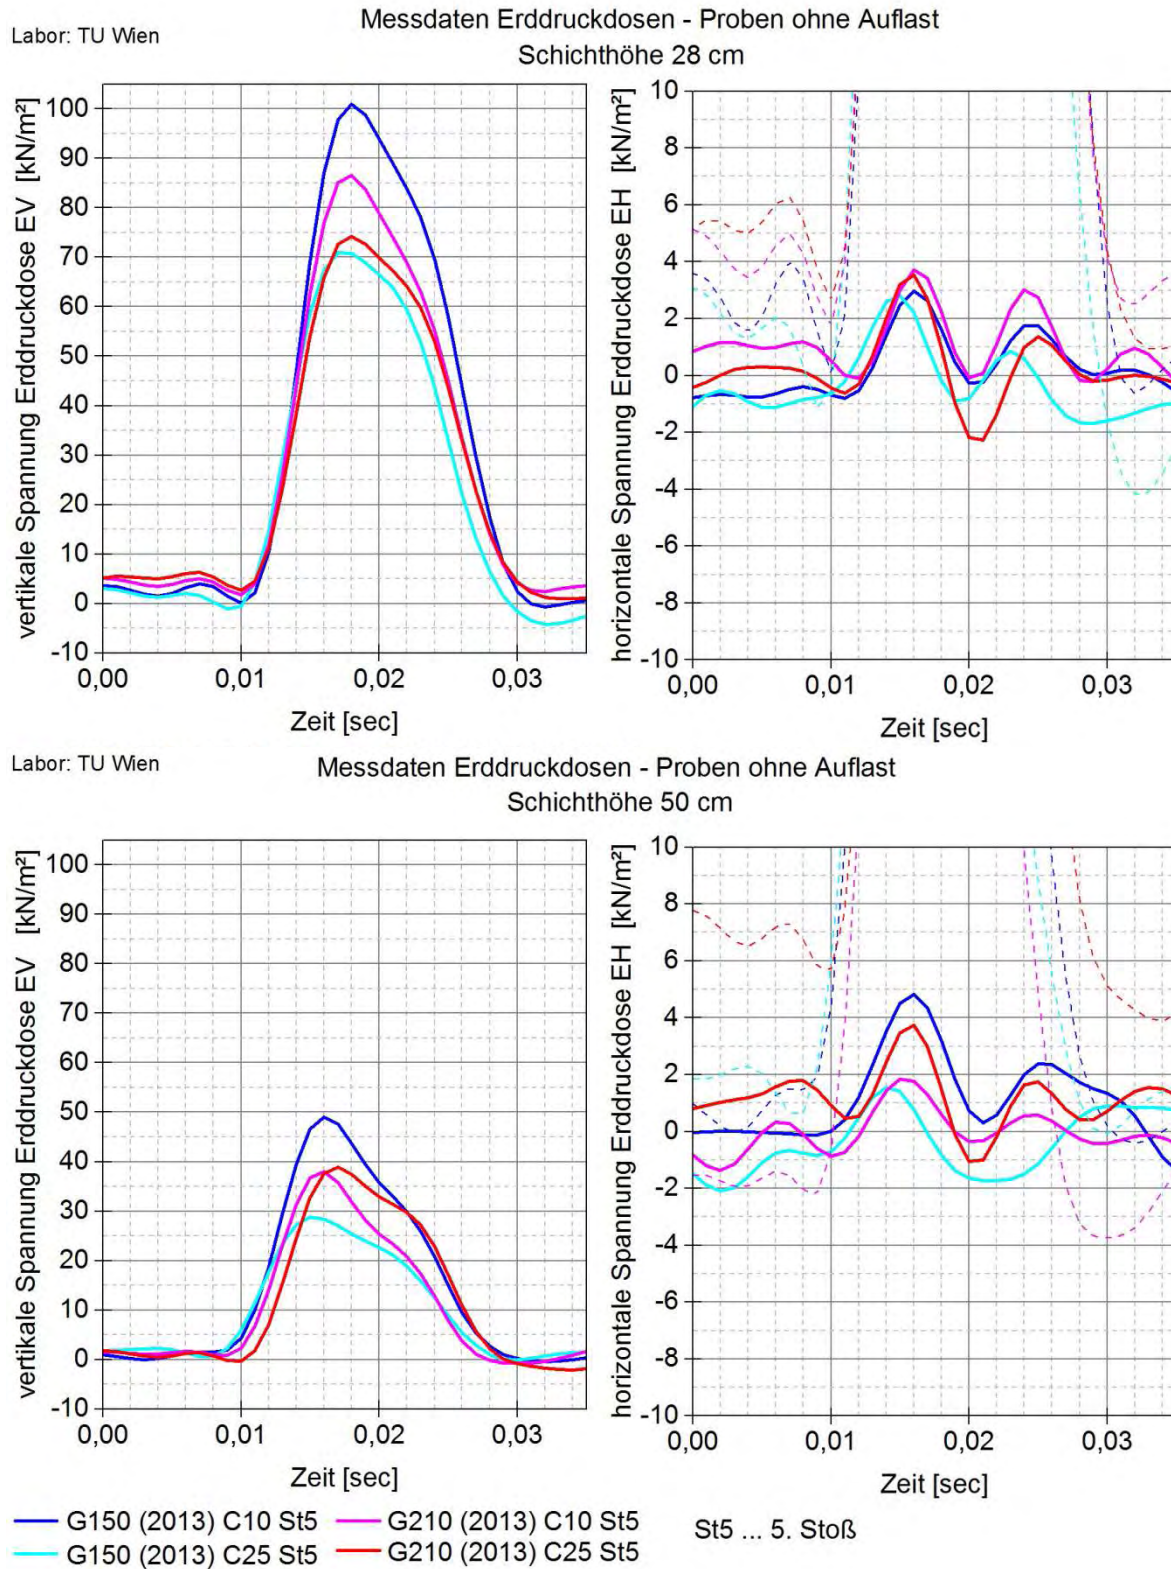 Labor: TU Wien
Messdaten Erddruckdosen - Proben ohne Auflast
Schichthöhe 28 cm
vertikale Spannung Erddruckdose EV [kN/m²]
100
90
80
70
60
50
40
30
20
10
0
-10
0,00 0,01 0,02 0,03
Zeit [sec]
horizontale Spannung Erddruckdose EH [kN/m²]
10
8
6
4
2
0
-2
-4
-6
-8
-10
0,00 0,01 0,02 0,03
Zeit [sec]
Labor: TU Wien
Messdaten Erddruckdosen - Proben ohne Auflast
Schichthöhe 50 cm
vertikale Spannung Erddruckdose EV [kN/m²]
100
90
80
70
60
50
40
30
20
10
0
-10
0,00 0,01 0,02 0,03
Zeit [sec]
horizontale Spannung Erddruckdose EH [kN/m²]
10
8
6
4
2
0
-2
-4
-6
-8
-10
0,00 0,01 0,02 0,03
Zeit [sec]
G150 (2013) C10 St5
G210 (2013) C10 St5
G150 (2013) C25 St5
G210 (2013) C25 St5
St5 ... 5. Stoß